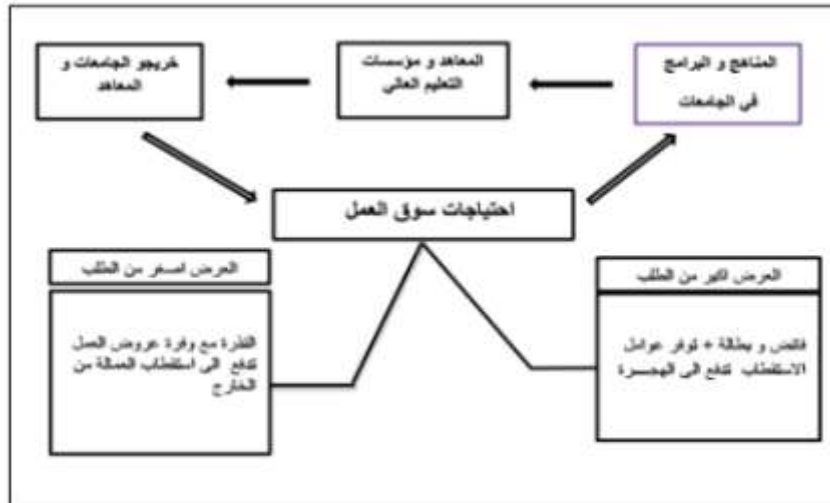 المناهج و البرامج
في الجامعات
المعاهد و مؤسسات
التعليم العالي
خريجو الجامعات و
المعاهد
احتياجات سوق العمل
العرض اكبر من الطلب
فائض و بطالة + توفر عوامل
الاستقطاب تدفع الى الهجرة
العرض اصغر من الطلب
الندرة مع وفرة عروض العمل
تدفع الى استقطاب العمالة من
الخارج